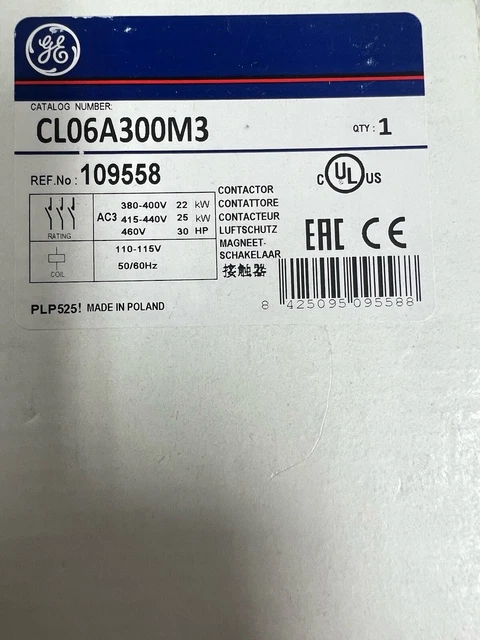 GE
CATALOG NUMBER:
CL06A300M3
QTY : 1
REF.No : 109558
C UL US
RATING
AC3
380-400V 22 kW
415-440V 25 kW
460V 30 HP
COIL
110-115V
50/60Hz
CONTACTOR
CONTATTORE
CONTACTEUR
LUFTSCHUTZ
MAGNEET-
SCHAKELAAR
接触器
EAC CE
8 425095 095588
PLP525! MADE IN POLAND